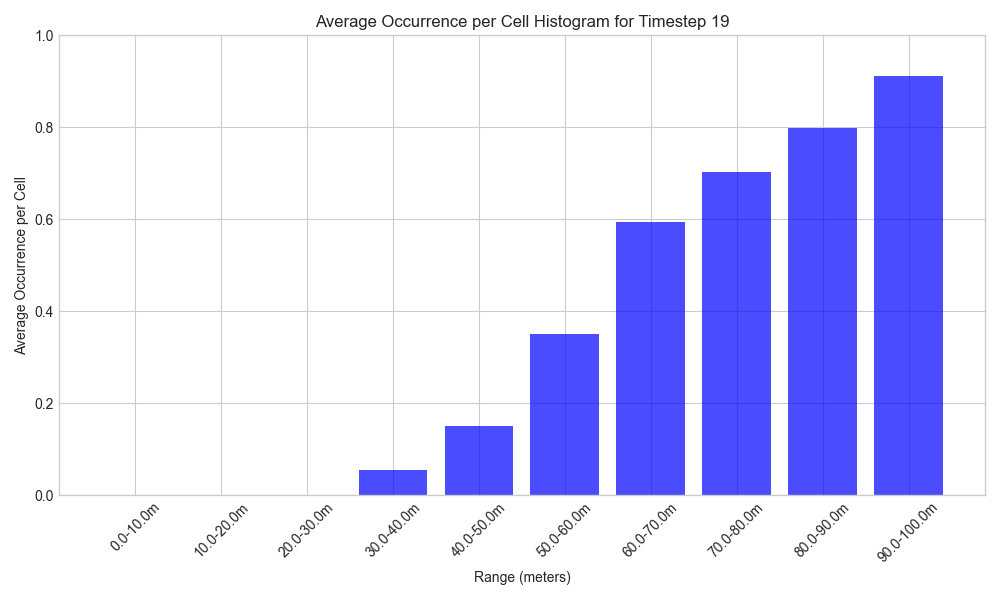 Average Occurrence per Cell Histogram for Timestep 19
Average Occurrence per Cell
1.0
0.8
0.6
0.4
0.2
0.0
0.0-10.0m
10.0-20.0m
20.0-30.0m
30.0-40.0m
40.0-50.0m
50.0-60.0m
60.0-70.0m
70.0-80.0m
80.0-90.0m
90.0-100.0m
Range (meters)